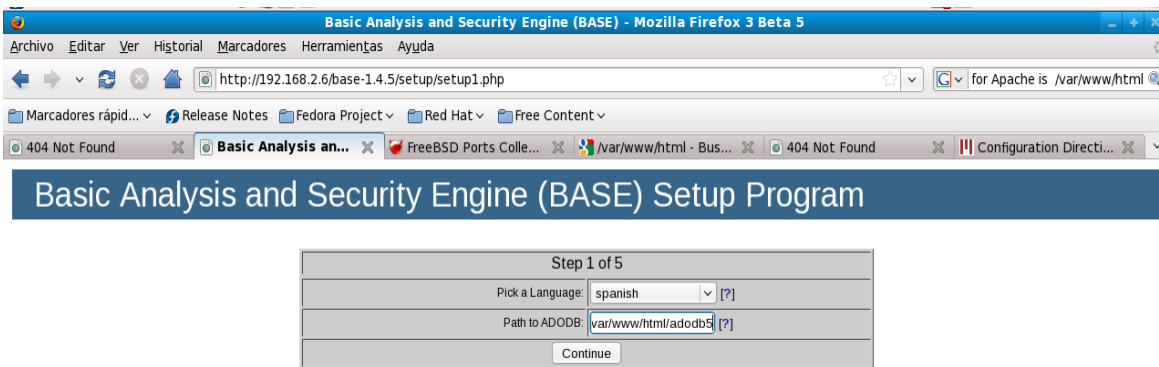 Basic Analysis and Security Engine (BASE) - Mozilla Firefox 3 Beta 5
Archivo Editar Ver Historial Marcadores Herramientas Ayuda
http://192.168.2.6/base-1.4.5/setup/setup1.php
for Apache is /var/www/html
Marcadores rápid... Release Notes Fedora Project Red Hat Free Content
404 Not Found Basic Analysis an... FreeBSD Ports Colle... /var/www/html - Bus... 404 Not Found Configuration Directi...
Basic Analysis and Security Engine (BASE) Setup Program
Step 1 of 5
Pick a Language: spanish [?]
Path to ADODB: var/www/html/adodb5 [?]
Continue